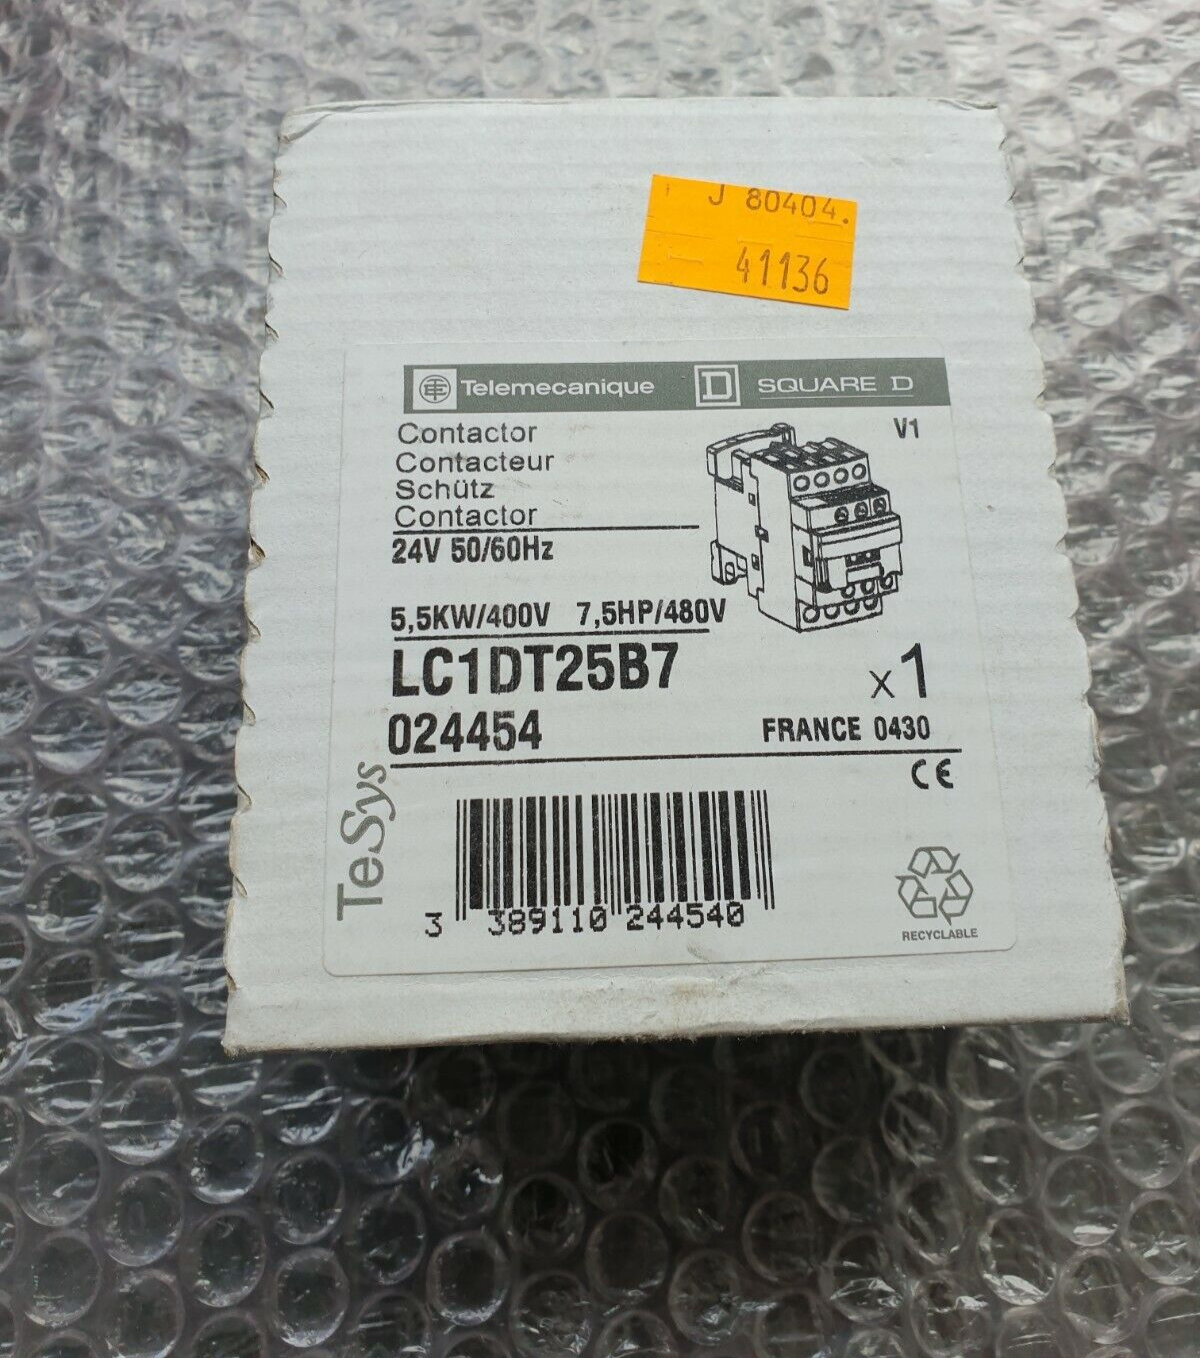 J 80404.
41136
Telemecanique SQUARE D
Contactor
Contacteur
Schütz
Contactor
V1
24V 50/60Hz
5,5KW/400V 7,5HP/480V
LC1DT25B7
x1
024454
FRANCE 0430
CE
TeSys
3 389110 244540
RECYCLABLE